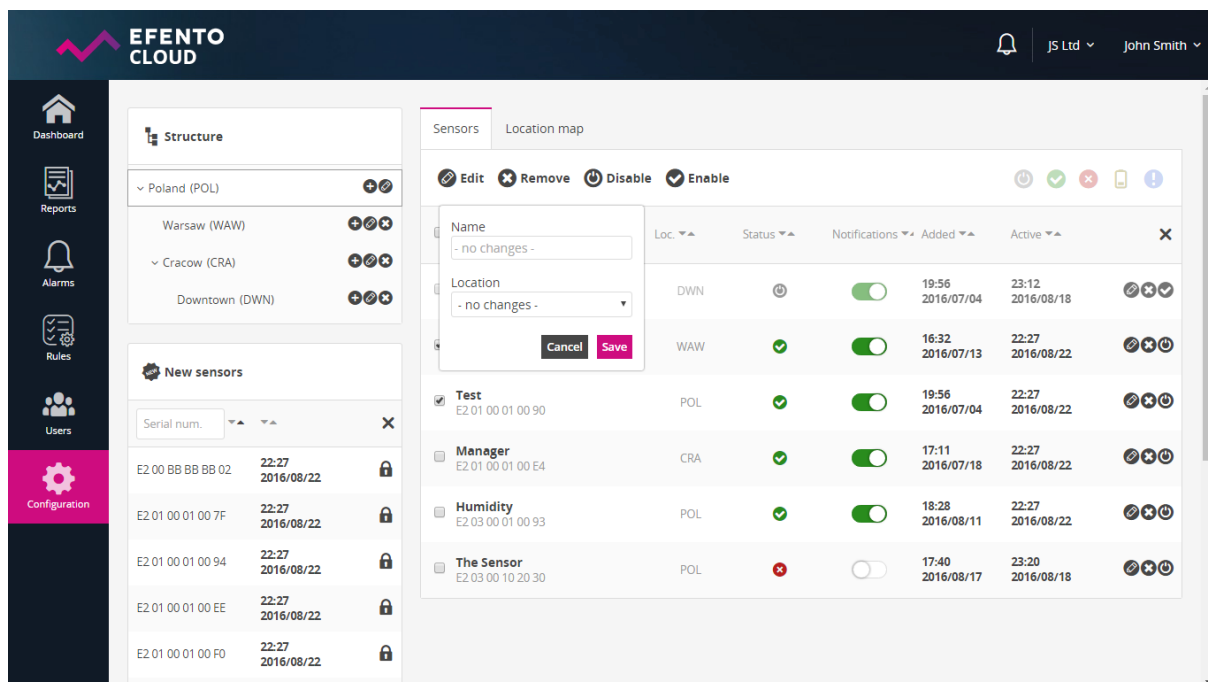 EFENTO
CLOUD
JS Ltd
John Smith
Dashboard
Reports
Alarms
Rules
Users
Configuration
Structure
Poland (POL)
Warsaw (WAW)
Cracow (CRA)
Downtown (DWN)
New sensors
NEW
Serial num.
E2 00 BB BB BB 02 22:27
2016/08/22
E2 01 00 01 00 7F 22:27
2016/08/22
E2 01 00 01 00 94 22:27
2016/08/22
E2 01 00 01 00 EE 22:27
2016/08/22
E2 01 00 01 00 F0 22:27
2016/08/22
Sensors Location map
Edit Remove Disable Enable
Name
- no changes -
Location
- no changes -
Cancel Save
Loc. Status Notifications Added Active
DWN 19:56 23:12
2016/07/04 2016/08/18
WAW 16:32 22:27
2016/07/13 2016/08/22
Test POL 19:56 22:27
E2 01 00 01 00 90 2016/07/04 2016/08/22
Manager CRA 17:11 22:27
E2 01 00 01 00 E4 2016/07/18 2016/08/22
Humidity POL 18:28 22:27
E2 03 00 01 00 93 2016/08/11 2016/08/22
The Sensor POL 17:40 23:20
E2 03 00 10 20 30 2016/08/17 2016/08/18